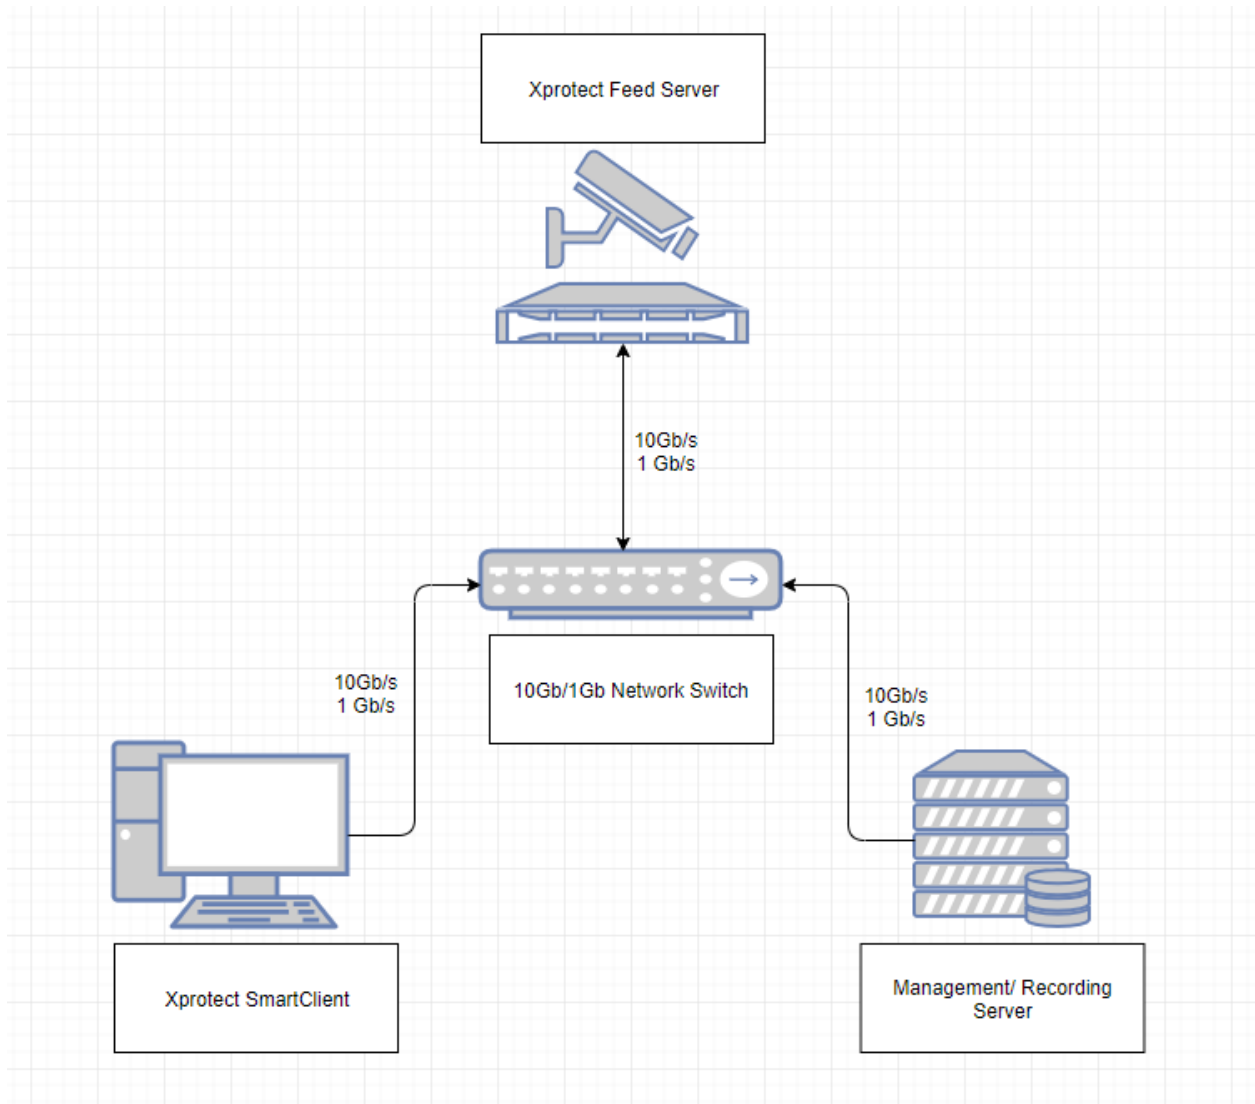 Xprotect Feed Server
10Gb/s
1 Gb/s
10Gb/1Gb Network Switch
10Gb/s
1 Gb/s
10Gb/s
1 Gb/s
Xprotect SmartClient
Management/ Recording
Server